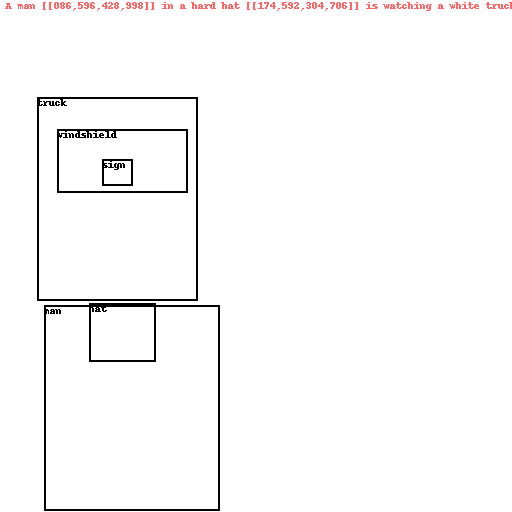 A man [[086,596,428,998]] in a hard hat [[174,592,304,706]] is watching a white truck
truck
windshield
sign
hat
man